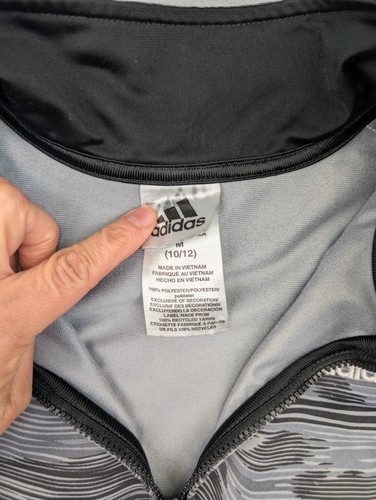 adidas
M
(10/12)
MADE IN VIETNAM
FABRIQUÉ AU VIETNAM
HECHO EN VIETNAM
100% POLYESTER/POLYESTER/
poliéster
EXCLUSIVE OF DECORATION/
EXCLUSIF DES DÉCORATIONS/
EXCLUYENDO LA DECORACIÓN
LABEL MADE FROM
100% RECYCLED YARNS
ÉTIQUETTE FABRIQUÉE À PARTIR
DE FILS 100% RECYCLÉS